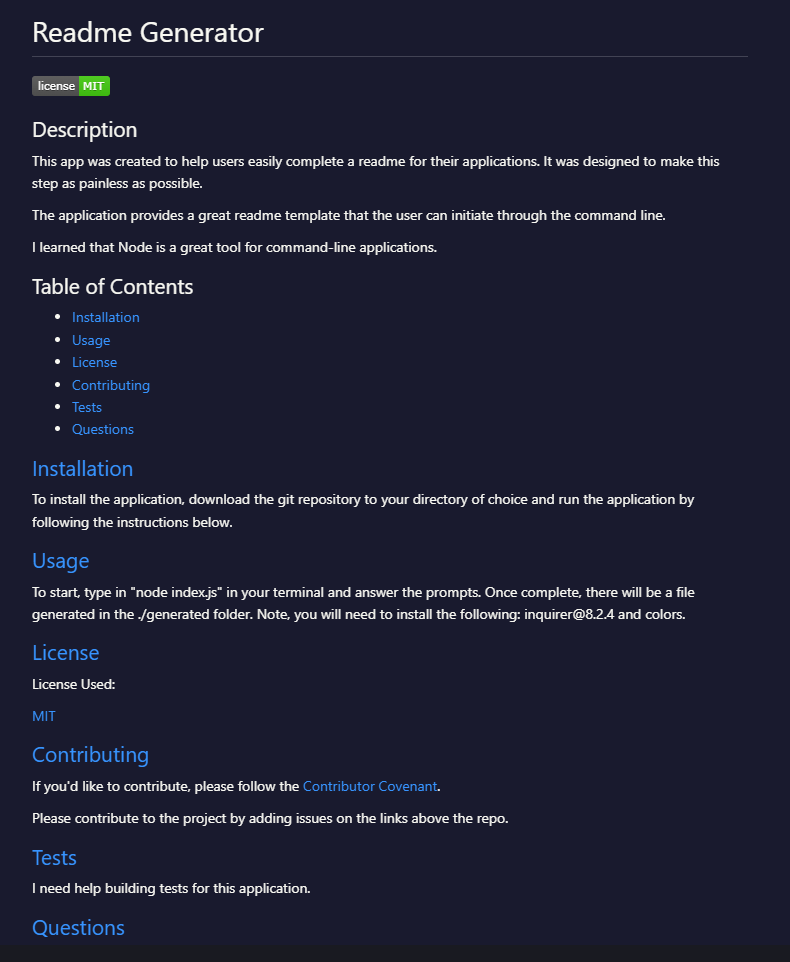 Readme Generator
license MIT
Description
This app was created to help users easily complete a readme for their applications. It was designed to make this
step as painless as possible.
The application provides a great readme template that the user can initiate through the command line.
I learned that Node is a great tool for command-line applications.
Table of Contents
Installation
Usage
License
Contributing
Tests
Questions
Installation
To install the application, download the git repository to your directory of choice and run the application by
following the instructions below.
Usage
To start, type in "node index.js" in your terminal and answer the prompts. Once complete, there will be a file
generated in the ./generated folder. Note, you will need to install the following: inquirer@8.2.4 and colors.
License
License Used:
MIT
Contributing
If you'd like to contribute, please follow the Contributor Covenant.
Please contribute to the project by adding issues on the links above the repo.
Tests
I need help building tests for this application.
Questions